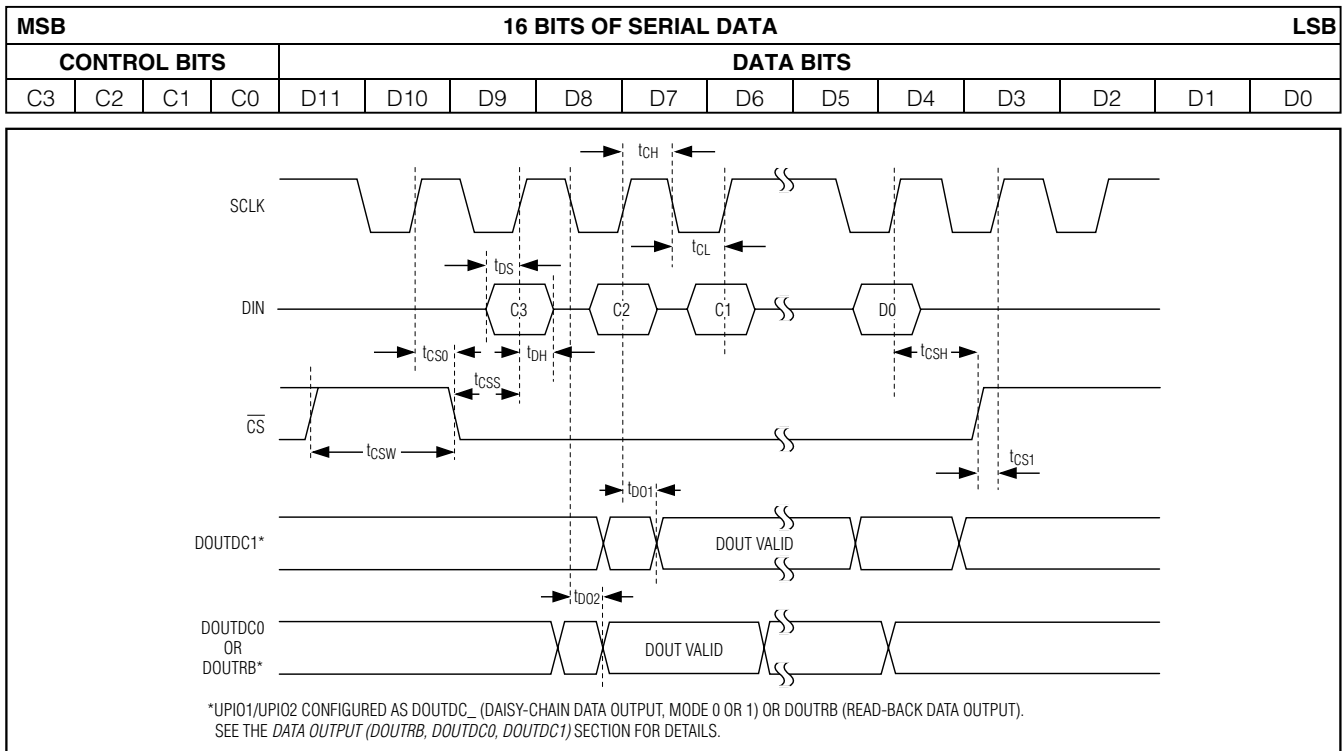 MSB 16 BITS OF SERIAL DATA LSB
CONTROL BITS DATA BITS
C3 C2 C1 C0 D11 D10 D9 D8 D7 D6 D5 D4 D3 D2 D1 D0
tCH
SCLK
tCL
tDS
DIN C3 C2 C1 D0
tCS0 tDH tCSH
tCSS
CS
tCSW tCS1
tDO1
DOUTDC1* DOUT VALID
tDO2
DOUTDC0
OR DOUT VALID
DOUTRB*
*UPIO1/UPIO2 CONFIGURED AS DOUTDC_ (DAISY-CHAIN DATA OUTPUT, MODE 0 OR 1) OR DOUTRB (READ-BACK DATA OUTPUT).
SEE THE DATA OUTPUT (DOUTRB, DOUTDC0, DOUTDC1) SECTION FOR DETAILS.